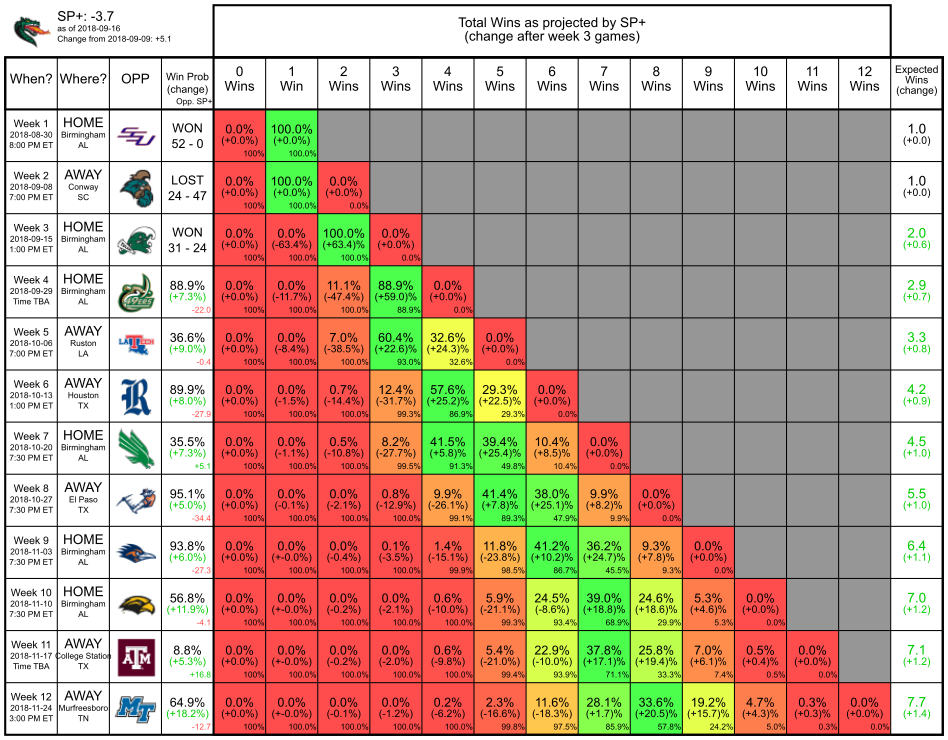 SP+: -3.7
as of 2018-09-16
Change from 2018-09-09: +5.1
Total Wins as projected by SP+
(change after week 3 games)
When? Where? OPP Win Prob (change) Opp. SP+ 0 Wins 1 Win 2 Wins 3 Wins 4 Wins 5 Wins 6 Wins 7 Wins 8 Wins 9 Wins 10 Wins 11 Wins 12 Wins Expected Wins (change)
Week 1 HOME WON 0.0% 100.0% 1.0
2018-08-30 Birmingham SSU (+0.0%) (+0.0%) (+0.0)
8:00 PM ET AL 52 - 0 100% 100.0%
Week 2 AWAY LOST 0.0% 100.0% 0.0% 1.0
2018-09-08 Conway (+0.0%) (+0.0%) (+0.0%) (+0.0)
7:00 PM ET SC 24 - 47 100% 100.0% 0.0%
Week 3 HOME WON 0.0% 0.0% 100.0% 0.0% 2.0
2018-09-15 Birmingham (+0.0%) (-63.4%) (+63.4%) (+0.0%) (+0.6)
1:00 PM ET AL 31 - 24 100% 100.0% 100.0% 0.0%
Week 4 HOME 88.9% 0.0% 0.0% 11.1% 88.9% 0.0% 2.9
2018-09-29 Birmingham 49ERS (+7.3%) (+0.0%) (-11.7%) (-47.4%) (+59.0)% (+0.0%) (+0.7)
Time TBA AL -22.0 100% 100.0% 100.0% 88.9% 0.0%
Week 5 AWAY 36.6% 0.0% 0.0% 7.0% 60.4% 32.6% 0.0% 3.3
2018-10-06 Ruston LA TECH (+9.0%) (+0.0%) (-8.4%) (-38.5%) (+22.6)% (+24.3)% (+0.0%) (+0.8)
7:00 PM ET LA -0.4 100% 100.0% 100.0% 93.0% 32.6% 0.0%
Week 6 AWAY 89.9% 0.0% 0.0% 0.7% 12.4% 57.6% 29.3% 0.0% 4.2
2018-10-13 Houston R (+8.0%) (+0.0%) (-1.5%) (-14.4%) (-31.7%) (+25.2)% (+22.5)% (+0.0%) (+0.9)
1:00 PM ET TX -27.9 100% 100.0% 100.0% 99.3% 86.9% 29.3% 0.0%
Week 7 HOME 35.5% 0.0% 0.0% 0.5% 8.2% 41.5% 39.4% 10.4% 0.0% 4.5
2018-10-20 Birmingham (+7.3%) (+0.0%) (-1.1%) (-10.8%) (-27.7%) (+5.8)% (+25.4)% (+8.5)% (+0.0%) (+1.0)
7:30 PM ET AL +5.1 100% 100.0% 100.0% 99.5% 91.3% 49.8% 10.4% 0.0%
Week 8 AWAY 95.1% 0.0% 0.0% 0.0% 0.8% 9.9% 41.4% 38.0% 9.9% 0.0% 5.5
2018-10-27 El Paso (+5.0%) (+0.0%) (-0.1%) (-2.1%) (-12.9%) (-26.1%) (+7.8)% (+25.1)% (+8.2)% (+0.0%) (+1.0)
7:30 PM ET TX -34.4 100% 100.0% 100.0% 100.0% 99.1% 89.3% 47.9% 9.9% 0.0%
Week 9 HOME 93.8% 0.0% 0.0% 0.0% 0.1% 1.4% 11.8% 41.2% 36.2% 9.3% 0.0% 6.4
2018-11-03 Birmingham (+6.0%) (+0.0%) (+-0.0%) (-0.4%) (-3.5%) (-15.1%) (-23.8%) (+10.2)% (+24.7)% (+7.8)% (+0.0%) (+1.1)
7:30 PM ET AL -27.3 100% 100.0% 100.0% 100.0% 99.9% 98.5% 86.7% 45.5% 9.3% 0.0%
Week 10 HOME 56.8% 0.0% 0.0% 0.0% 0.0% 0.6% 5.9% 24.5% 39.0% 24.6% 5.3% 0.0% 7.0
2018-11-10 Birmingham (+11.9%) (+0.0%) (+-0.0%) (-0.2%) (-2.1%) (-10.0%) (-21.1%) (-8.6%) (+18.8)% (+18.6)% (+4.6)% (+0.0%) (+1.2)
7:30 PM ET AL -4.1 100% 100.0% 100.0% 100.0% 100.0% 99.3% 93.4% 68.9% 29.9% 5.3% 0.0%
Week 11 AWAY 8.8% 0.0% 0.0% 0.0% 0.0% 0.6% 5.4% 22.9% 37.8% 25.8% 7.0% 0.5% 0.0% 7.1
2018-11-17 College Station ATM (+5.3%) (+0.0%) (+-0.0%) (-0.2%) (-2.0%) (-9.8%) (-21.0%) (-10.0%) (+17.1)% (+19.4)% (+6.1)% (+0.4)% (+0.0%) (+1.2)
Time TBA TX +16.8 100% 100.0% 100.0% 100.0% 100.0% 99.4% 93.9% 71.1% 33.3% 7.4% 0.5% 0.0%
Week 12 AWAY 64.9% 0.0% 0.0% 0.0% 0.0% 0.2% 2.3% 11.6% 28.1% 33.6% 19.2% 4.7% 0.3% 0.0% 7.7
2018-11-24 Murfreesboro MT (+18.2%) (+0.0%) (+-0.0%) (-0.1%) (-1.2%) (-6.2%) (-16.6%) (-18.3%) (+1.7)% (+20.5)% (+15.7)% (+4.3)% (+0.3)% (+0.0%) (+1.4)
3:00 PM ET TN -12.7 100% 100.0% 100.0% 100.0% 100.0% 99.8% 97.5% 85.9% 57.8% 24.2% 5.0% 0.3% 0.0%